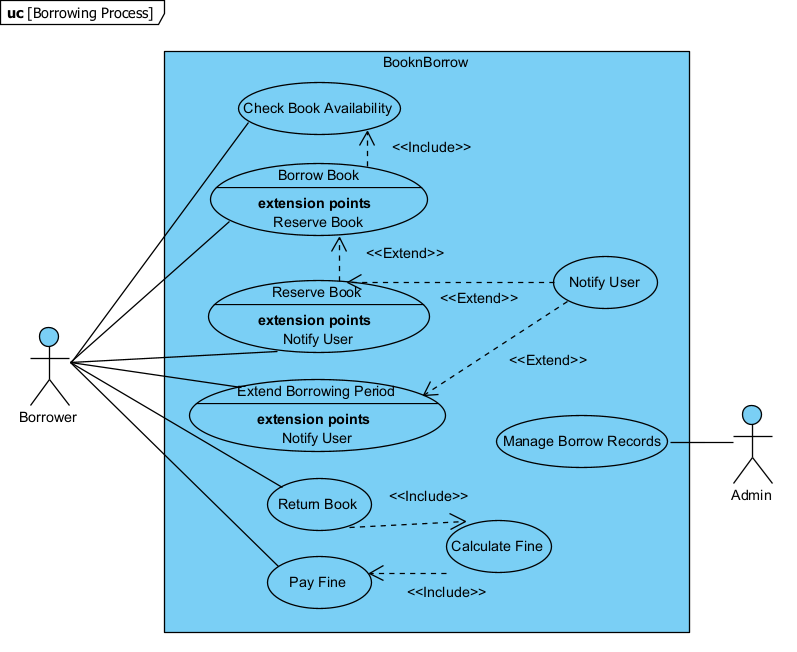 uc [Borrowing Process]
BooknBorrow
Check Book Availability
<<Include>>
Borrow Book
extension points
Reserve Book
<<Extend>>
Notify User
Reserve Book
<<Extend>>
extension points
Notify User
<<Extend>>
Extend Borrowing Period
Borrower
extension points
Notify User
Manage Borrow Records
Admin
<<Include>>
Return Book
Calculate Fine
Pay Fine
<<Include>>